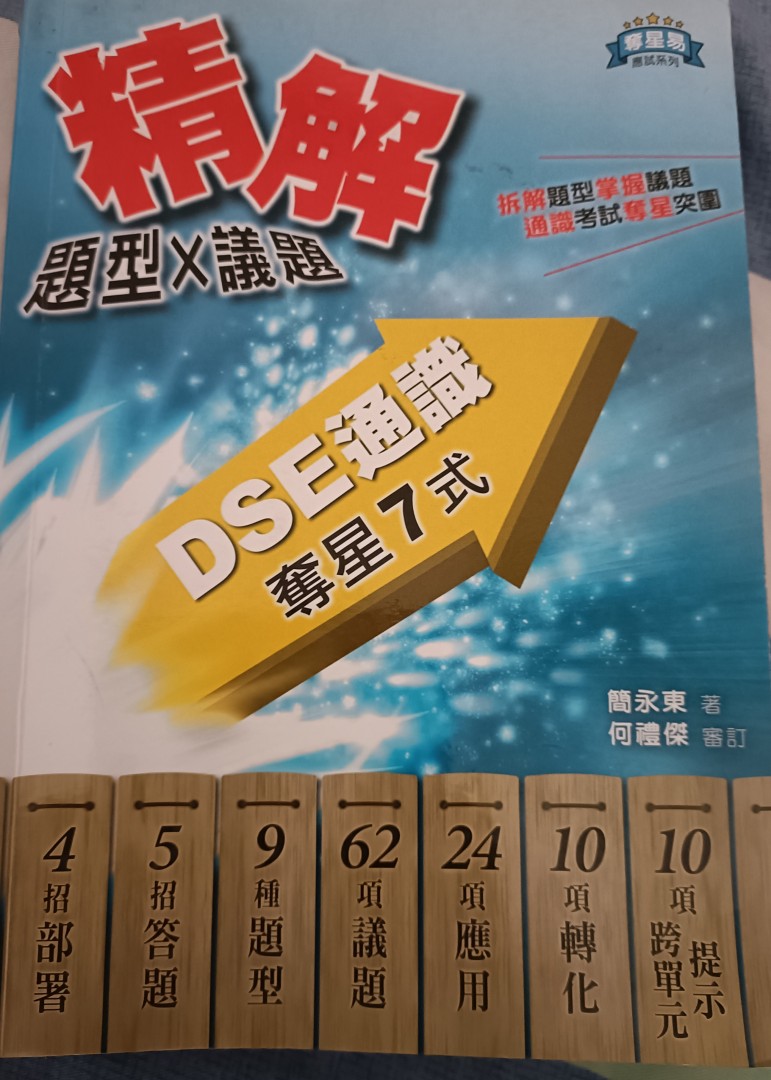 奪星易
應試系列
精解
題型X議題
拆解題型掌握議題
通識考試奪星突圍
DSE通識
奪星7式
簡永東 著
何禮傑 審訂
4招部署
5招答題
9種題型
62項議題
24項應用
10項轉化
10項跨單元提示